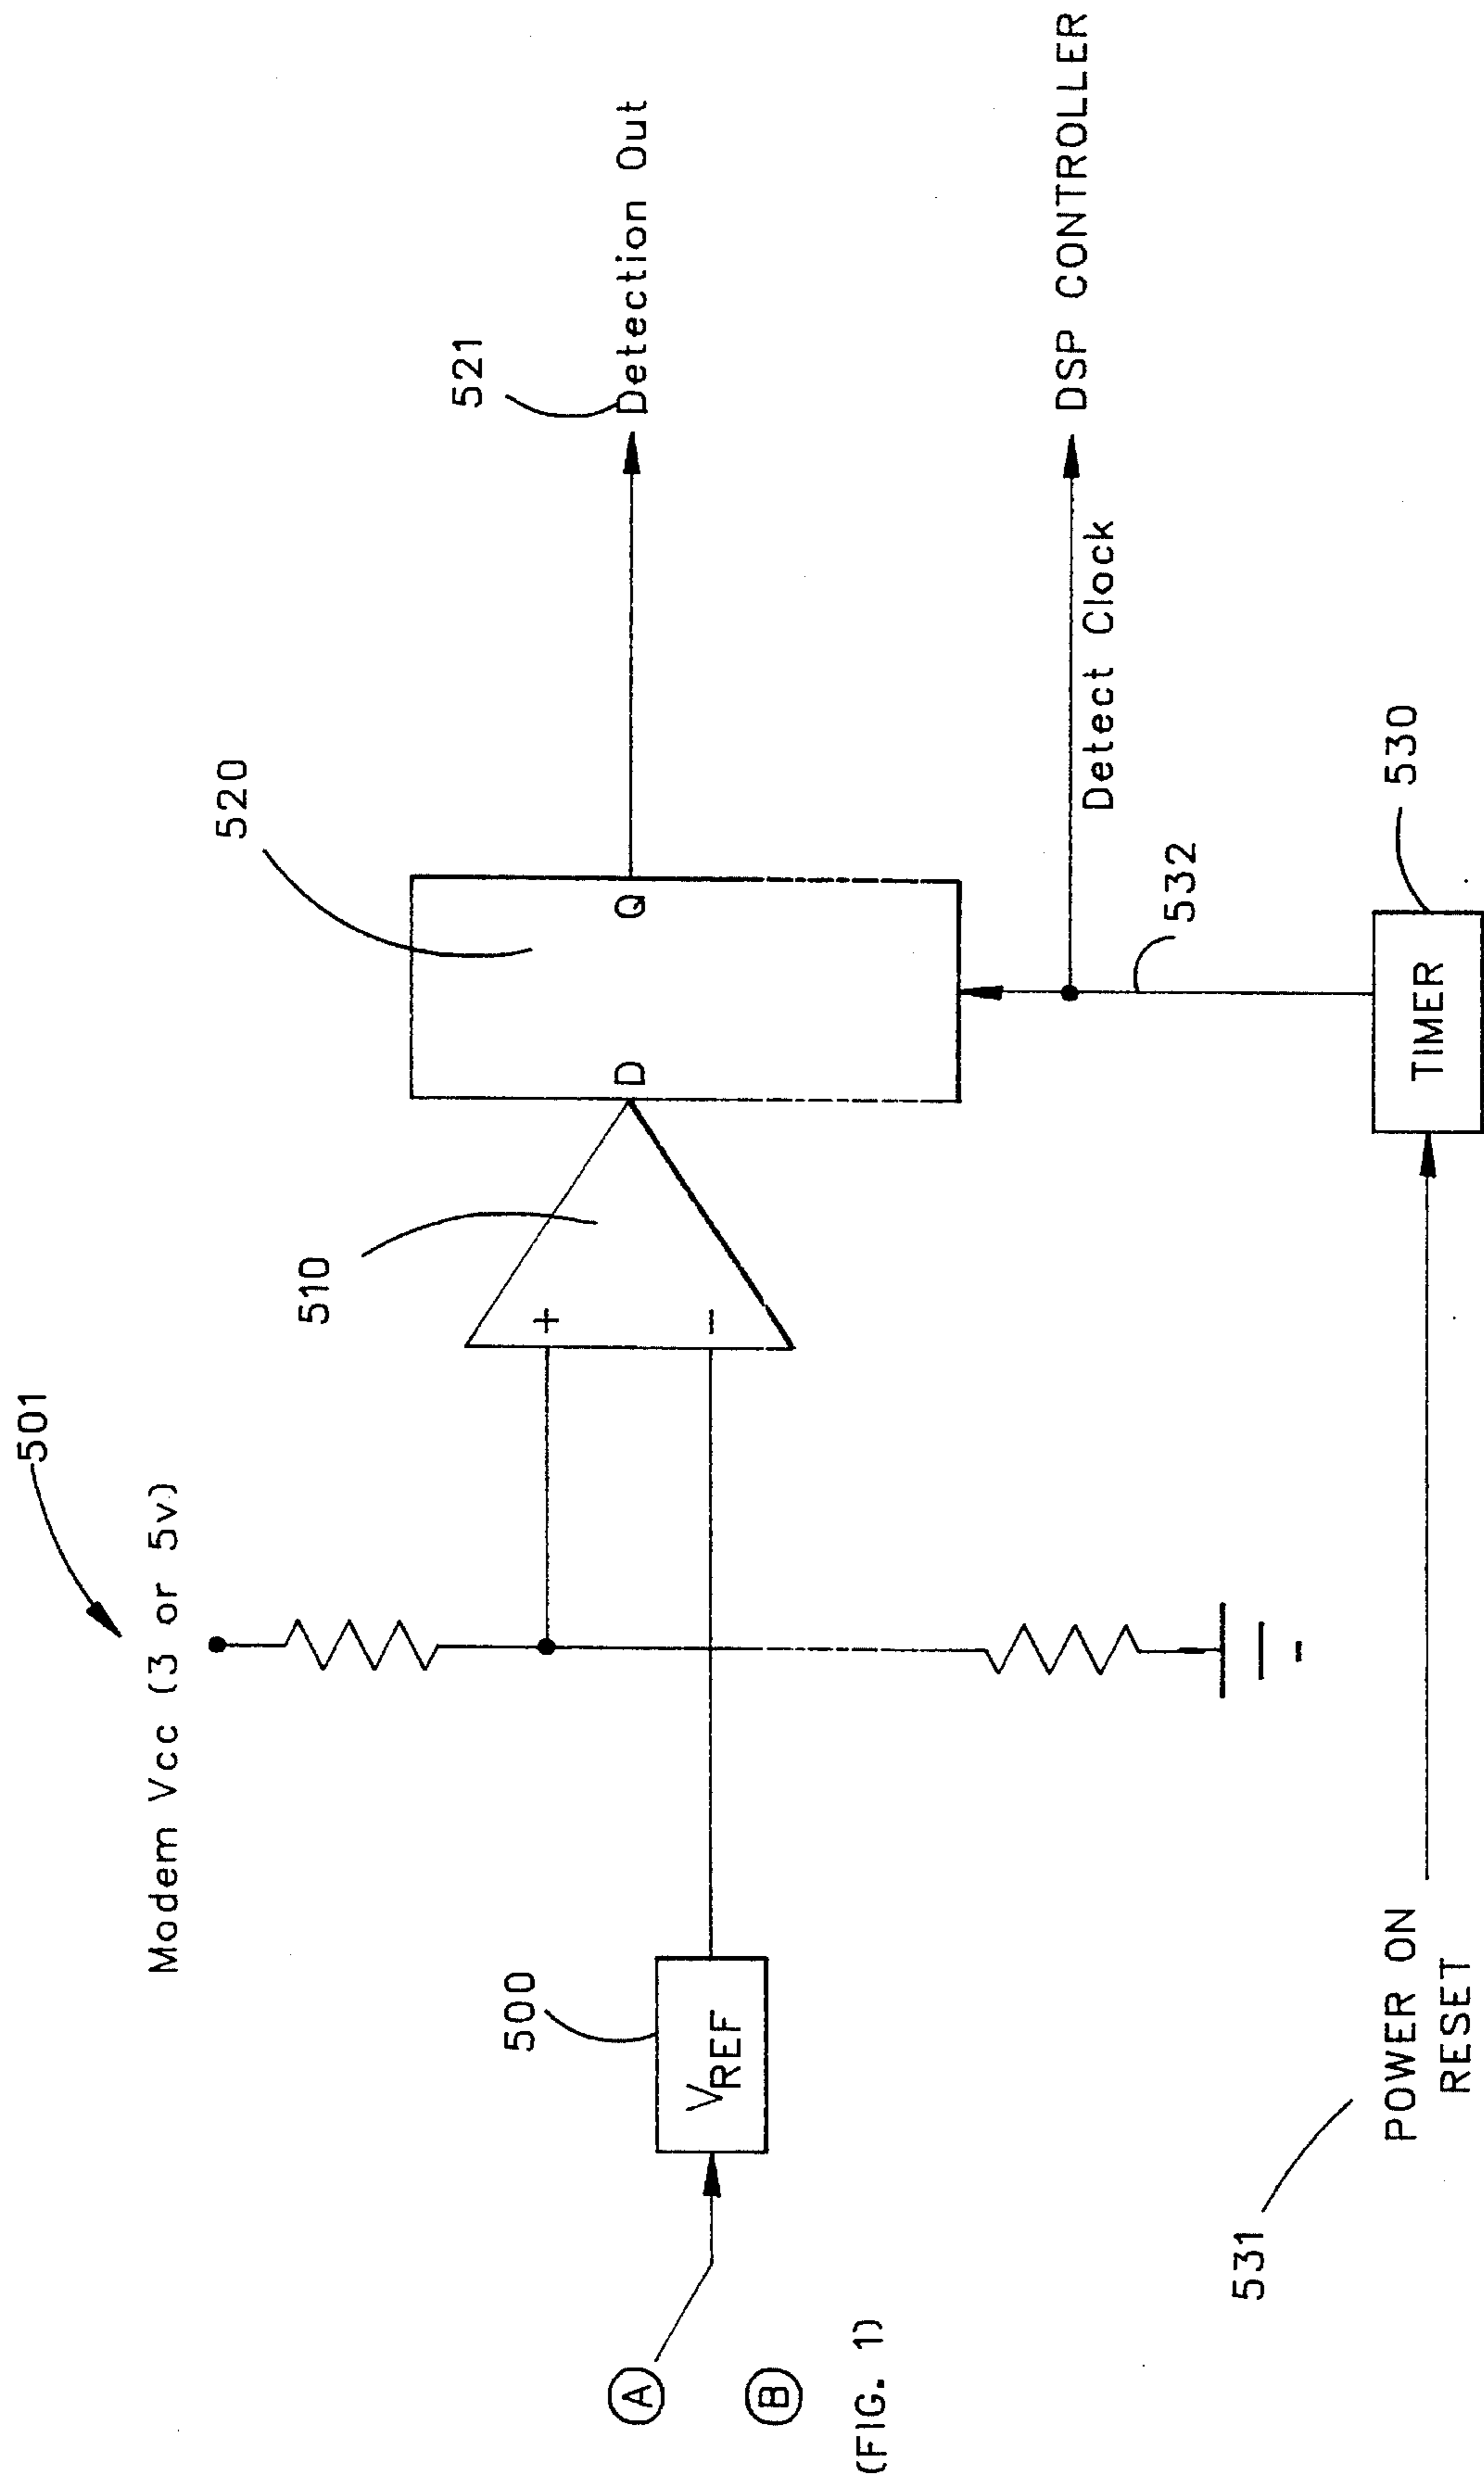 501
Modem Vcc (3 or 5v)
520
510
+
-
D
Q
521
Detection Out
500
VREF
A
B
(FIG. 1)
532
Detect Clock
DSP CONTROLLER
531
POWER ON
RESET
TIMER
530